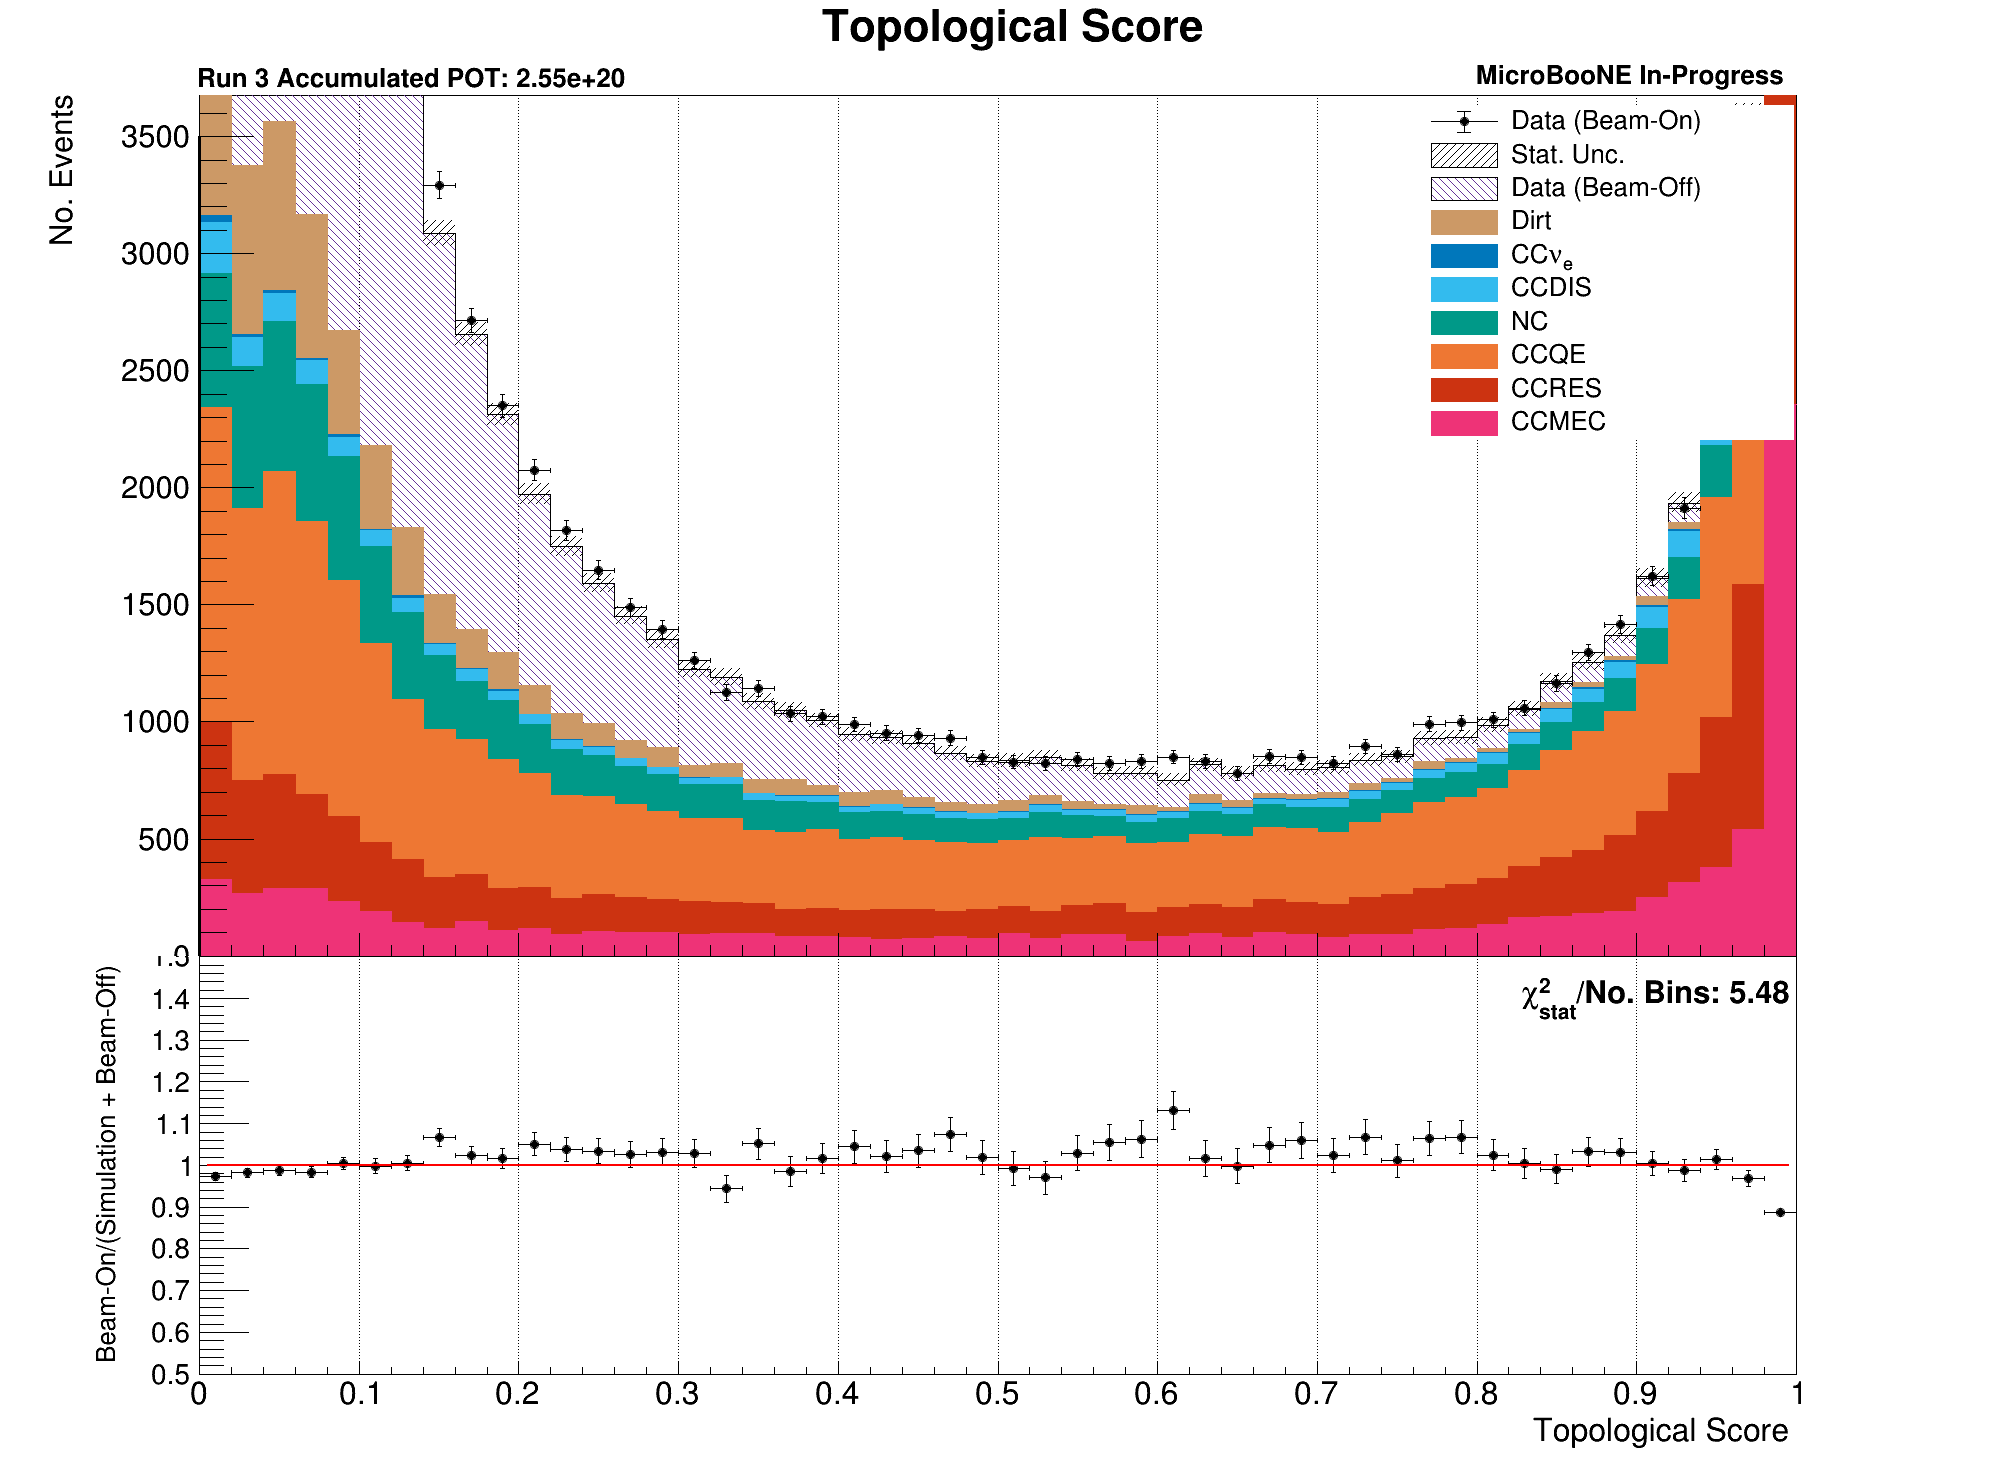 Topological Score
Run 3 Accumulated POT: 2.55e+20
MicroBooNE In-Progress
No. Events
3500
3000
2500
2000
1500
1000
500
0
Data (Beam-On)
Stat. Unc.
Data (Beam-Off)
Dirt
CCνe
CCDIS
NC
CCQE
CCRES
CCMEC
Beam-On/(Simulation + Beam-Off)
1.5
1.4
1.3
1.2
1.1
1
0.9
0.8
0.7
0.6
0.5
χ²stat/No. Bins: 5.48
0 0.1 0.2 0.3 0.4 0.5 0.6 0.7 0.8 0.9 1
Topological Score